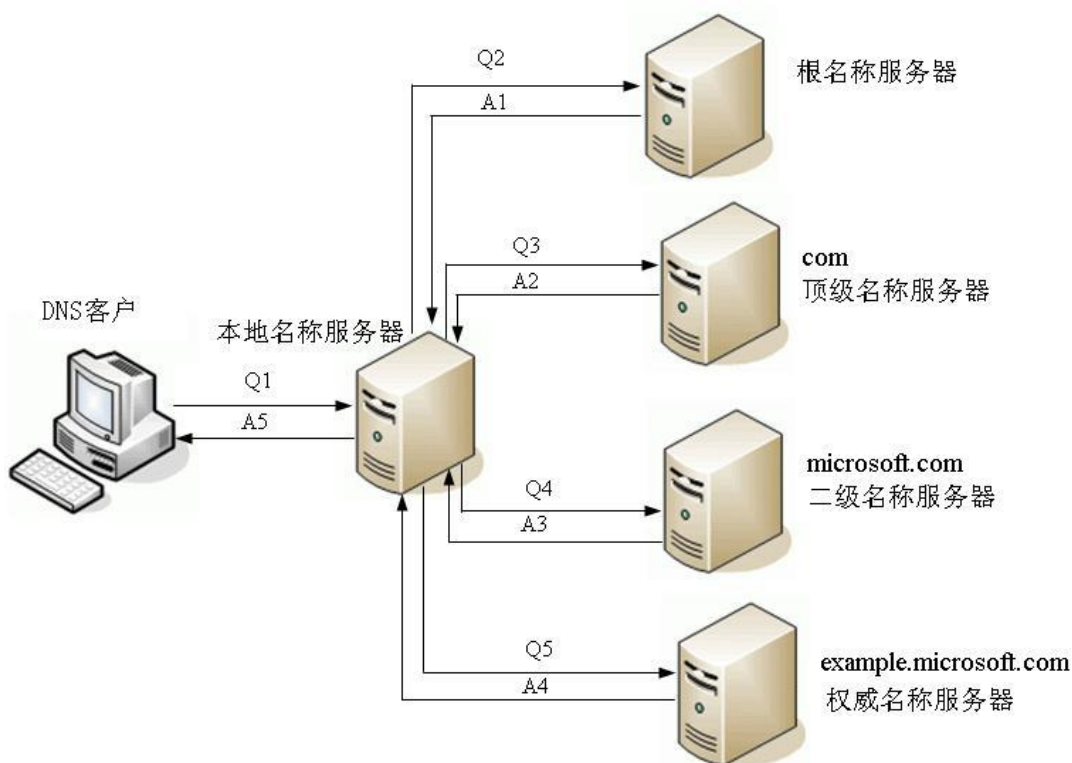 Q2
根名称服务器
A1
Q3
com
A2
顶级名称服务器
DNS客户
本地名称服务器
Q1
A5
microsoft.com
Q4
二级名称服务器
A3
Q5
example.microsoft.com
A4
权威名称服务器